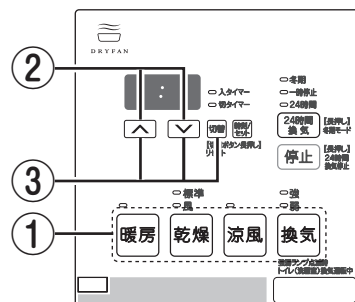 DRYFAN
②
:
入タイマー
切タイマー
冬期
一時停止
24時間
切替
時刻/セット
24時間
換気
【長押し】
冬期モード
停止
【長押し】
24時間
換気停止
③
標準
風
強
弱
①
暖房
乾燥
涼風
換気